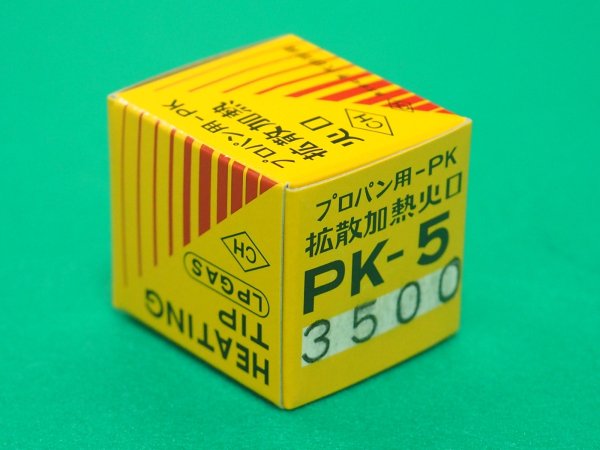 プロパン用-PK
拡散加熱
火口
CH
プロパン用-PK
拡散加熱火口
PK-5
3500
HEATING
TIP
LPGAS
CH